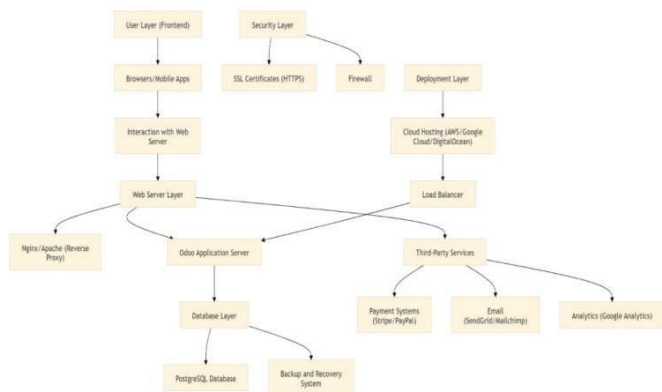 User Layer (Frontend)
Security Layer
Browsers/Mobile Apps
SSL Certificates (HTTPS)
Firewall
Deployment Layer
Interaction with Web
Server
Cloud Hosting (AWS/Google
Cloud/DigitalOcean)
Web Server Layer
Load Balancer
Nginx/Apache (Reverse
Proxy)
Odoo Application Server
Third-Party Services
Database Layer
Payment Systems
(Stripe/PayPal)
Email
(SendGrid/Mailchimp)
Analytics (Google Analytics)
PostgreSQL Database
Backup and Recovery
System